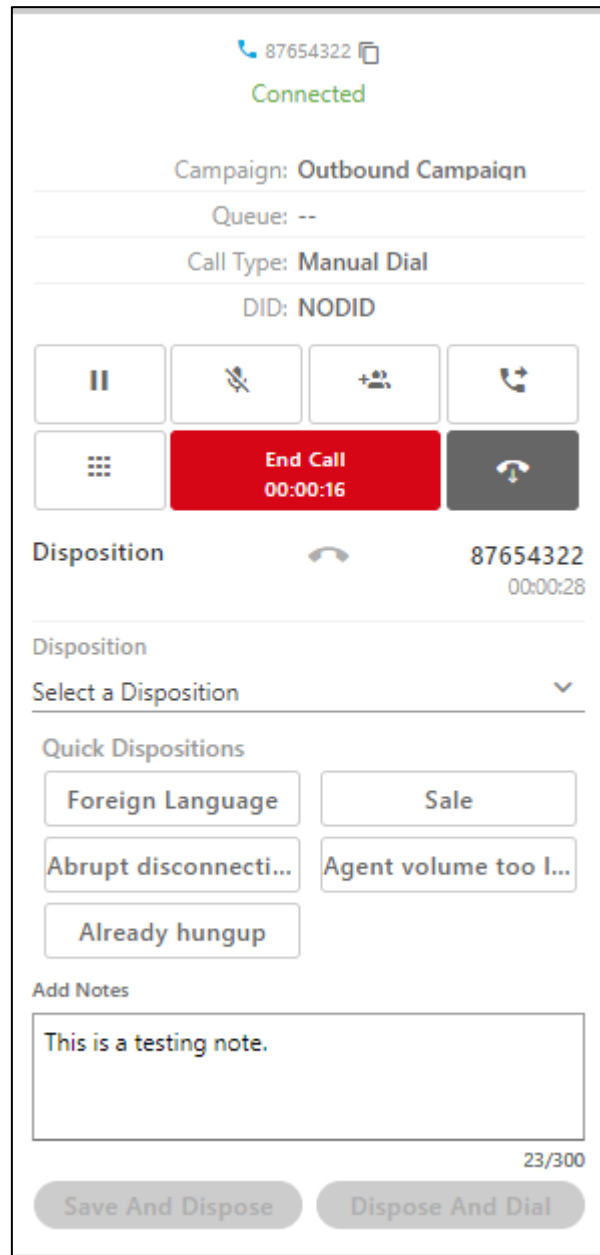 87654322
Connected
Campaign: Outbound Campaign
Queue: --
Call Type: Manual Dial
DID: NODID
End Call
00:00:16
Disposition 87654322
00:00:28
Disposition
Select a Disposition
Quick Dispositions
Foreign Language Sale
Abrupt disconnecti... Agent volume too l...
Already hungup
Add Notes
This is a testing note.
23/300
Save And Dispose Dispose And Dial